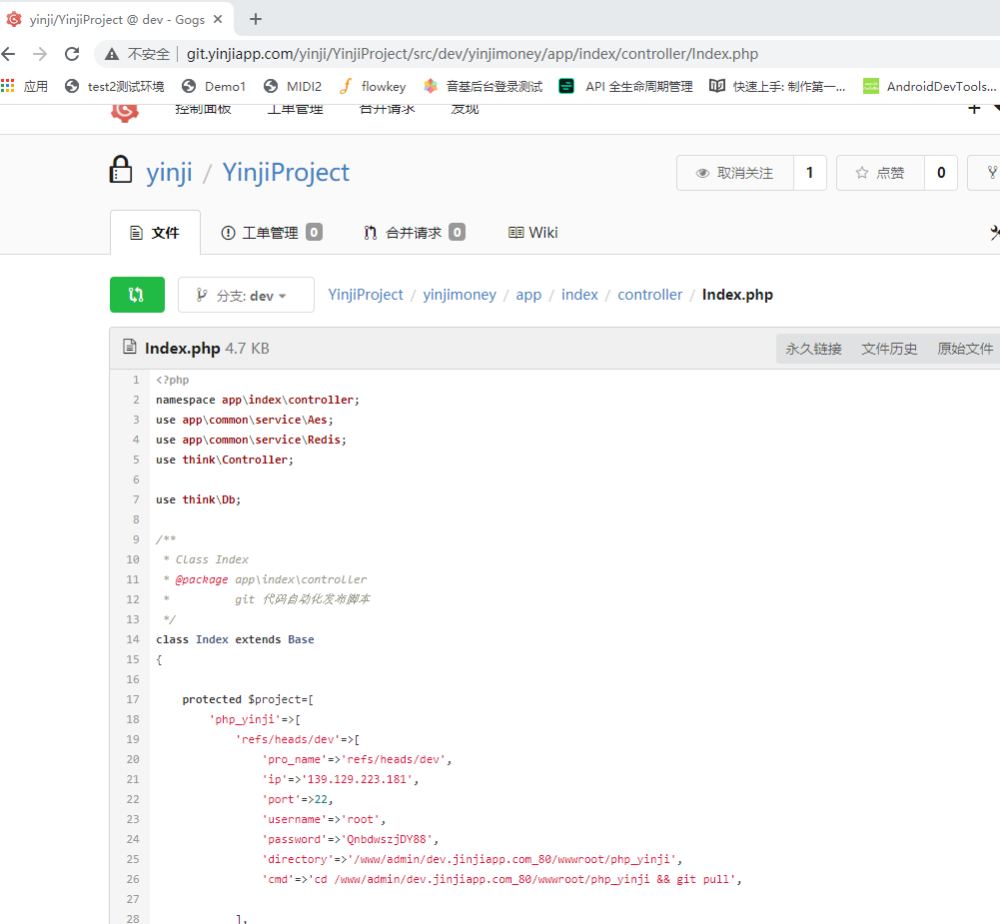 yinji/YinjiProject @ dev - Gogs
不安全 git.yinjiapp.com/yinji/YinjiProject/src/dev/yinjimoney/app/index/controller/Index.php
应用 test2测试环境 Demo1 MIDI2 flowkey 音基后台登录测试 API 全生命周期管理 快速上手: 制作第一... AndroidDevTools...
控制面板 工单管理 合并请求 发现
yinji / YinjiProject 取消关注 1 点赞 0
文件 工单管理 0 合并请求 0 Wiki
分支: dev YinjiProject / yinjimoney / app / index / controller / Index.php
Index.php 4.7 KB 永久链接 文件历史 原始文件
1 <?php
2 namespace app\index\controller;
3 use app\common\service\Aes;
4 use app\common\service\Redis;
5 use think\Controller;
6
7 use think\Db;
8
9 /**
10 * Class Index
11 * @package app\index\controller
12 * git 代码自动化发布脚本
13 */
14 class Index extends Base
15 {
16
17 protected $project=[
18 'php_yinji'=>[
19 'refs/heads/dev'=>[
20 'pro_name'=>'refs/heads/dev',
21 'ip'=>'139.129.223.181',
22 'port'=>22,
23 'username'=>'root',
24 'password'=>'QnbdwszjDY88',
25 'directory'=>'/www/admin/dev.jinjiapp.com_80/wwwroot/php_yinji',
26 'cmd'=>'cd /www/admin/dev.jinjiapp.com_80/wwwroot/php_yinji && git pull',
27
28 ],